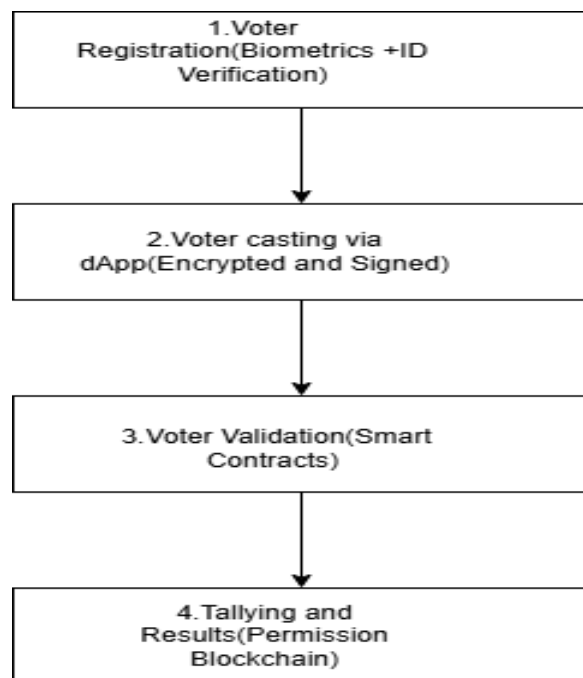 1.Voter
Registration(Biometrics +ID
Verification)
2.Voter casting via
dApp(Encrypted and Signed)
3.Voter Validation(Smart
Contracts)
4.Tallying and
Results(Permission
Blockchain)